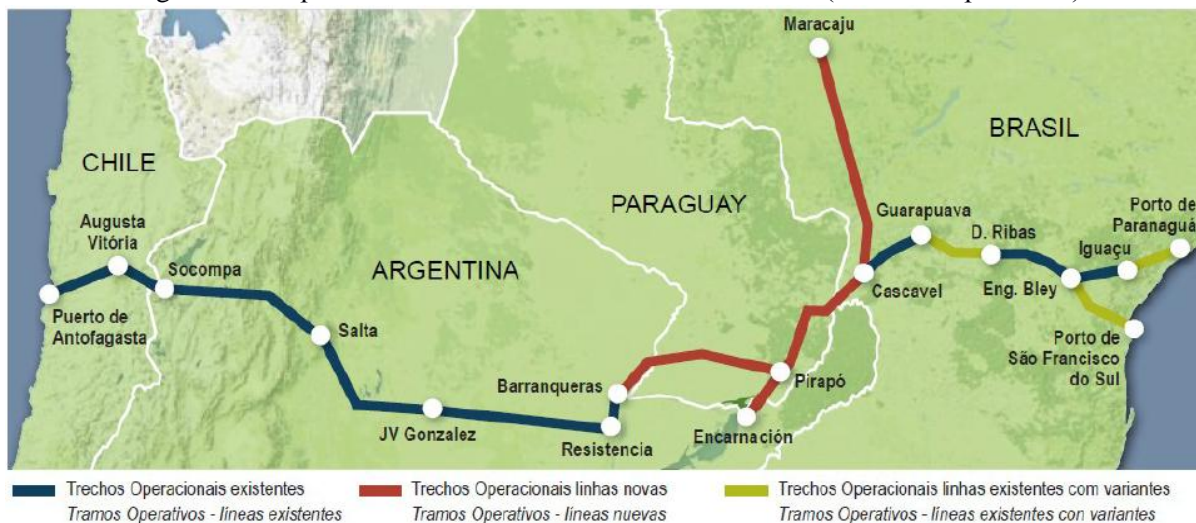 Maracaju
BRASIL
CHILE
PARAGUAY
Guarapuava
Porto de
Paranaguá
D. Ribas
Iguaçu
Augusta
Vitória
Socompa
ARGENTINA
Cascavel
Eng. Bley
Puerto de
Antofagasta
Salta
Porto de
São Francisco
do Sul
Barranqueras
Pirapó
JV Gonzalez
Resistencia
Encarnación
Trechos Operacionais existentes
Tramos Operativos - líneas existentes
Trechos Operacionais linhas novas
Tramos Operativos - líneas nuevas
Trechos Operacionais linhas existentes com variantes
Tramos Operativos - líneas existentes con variantes